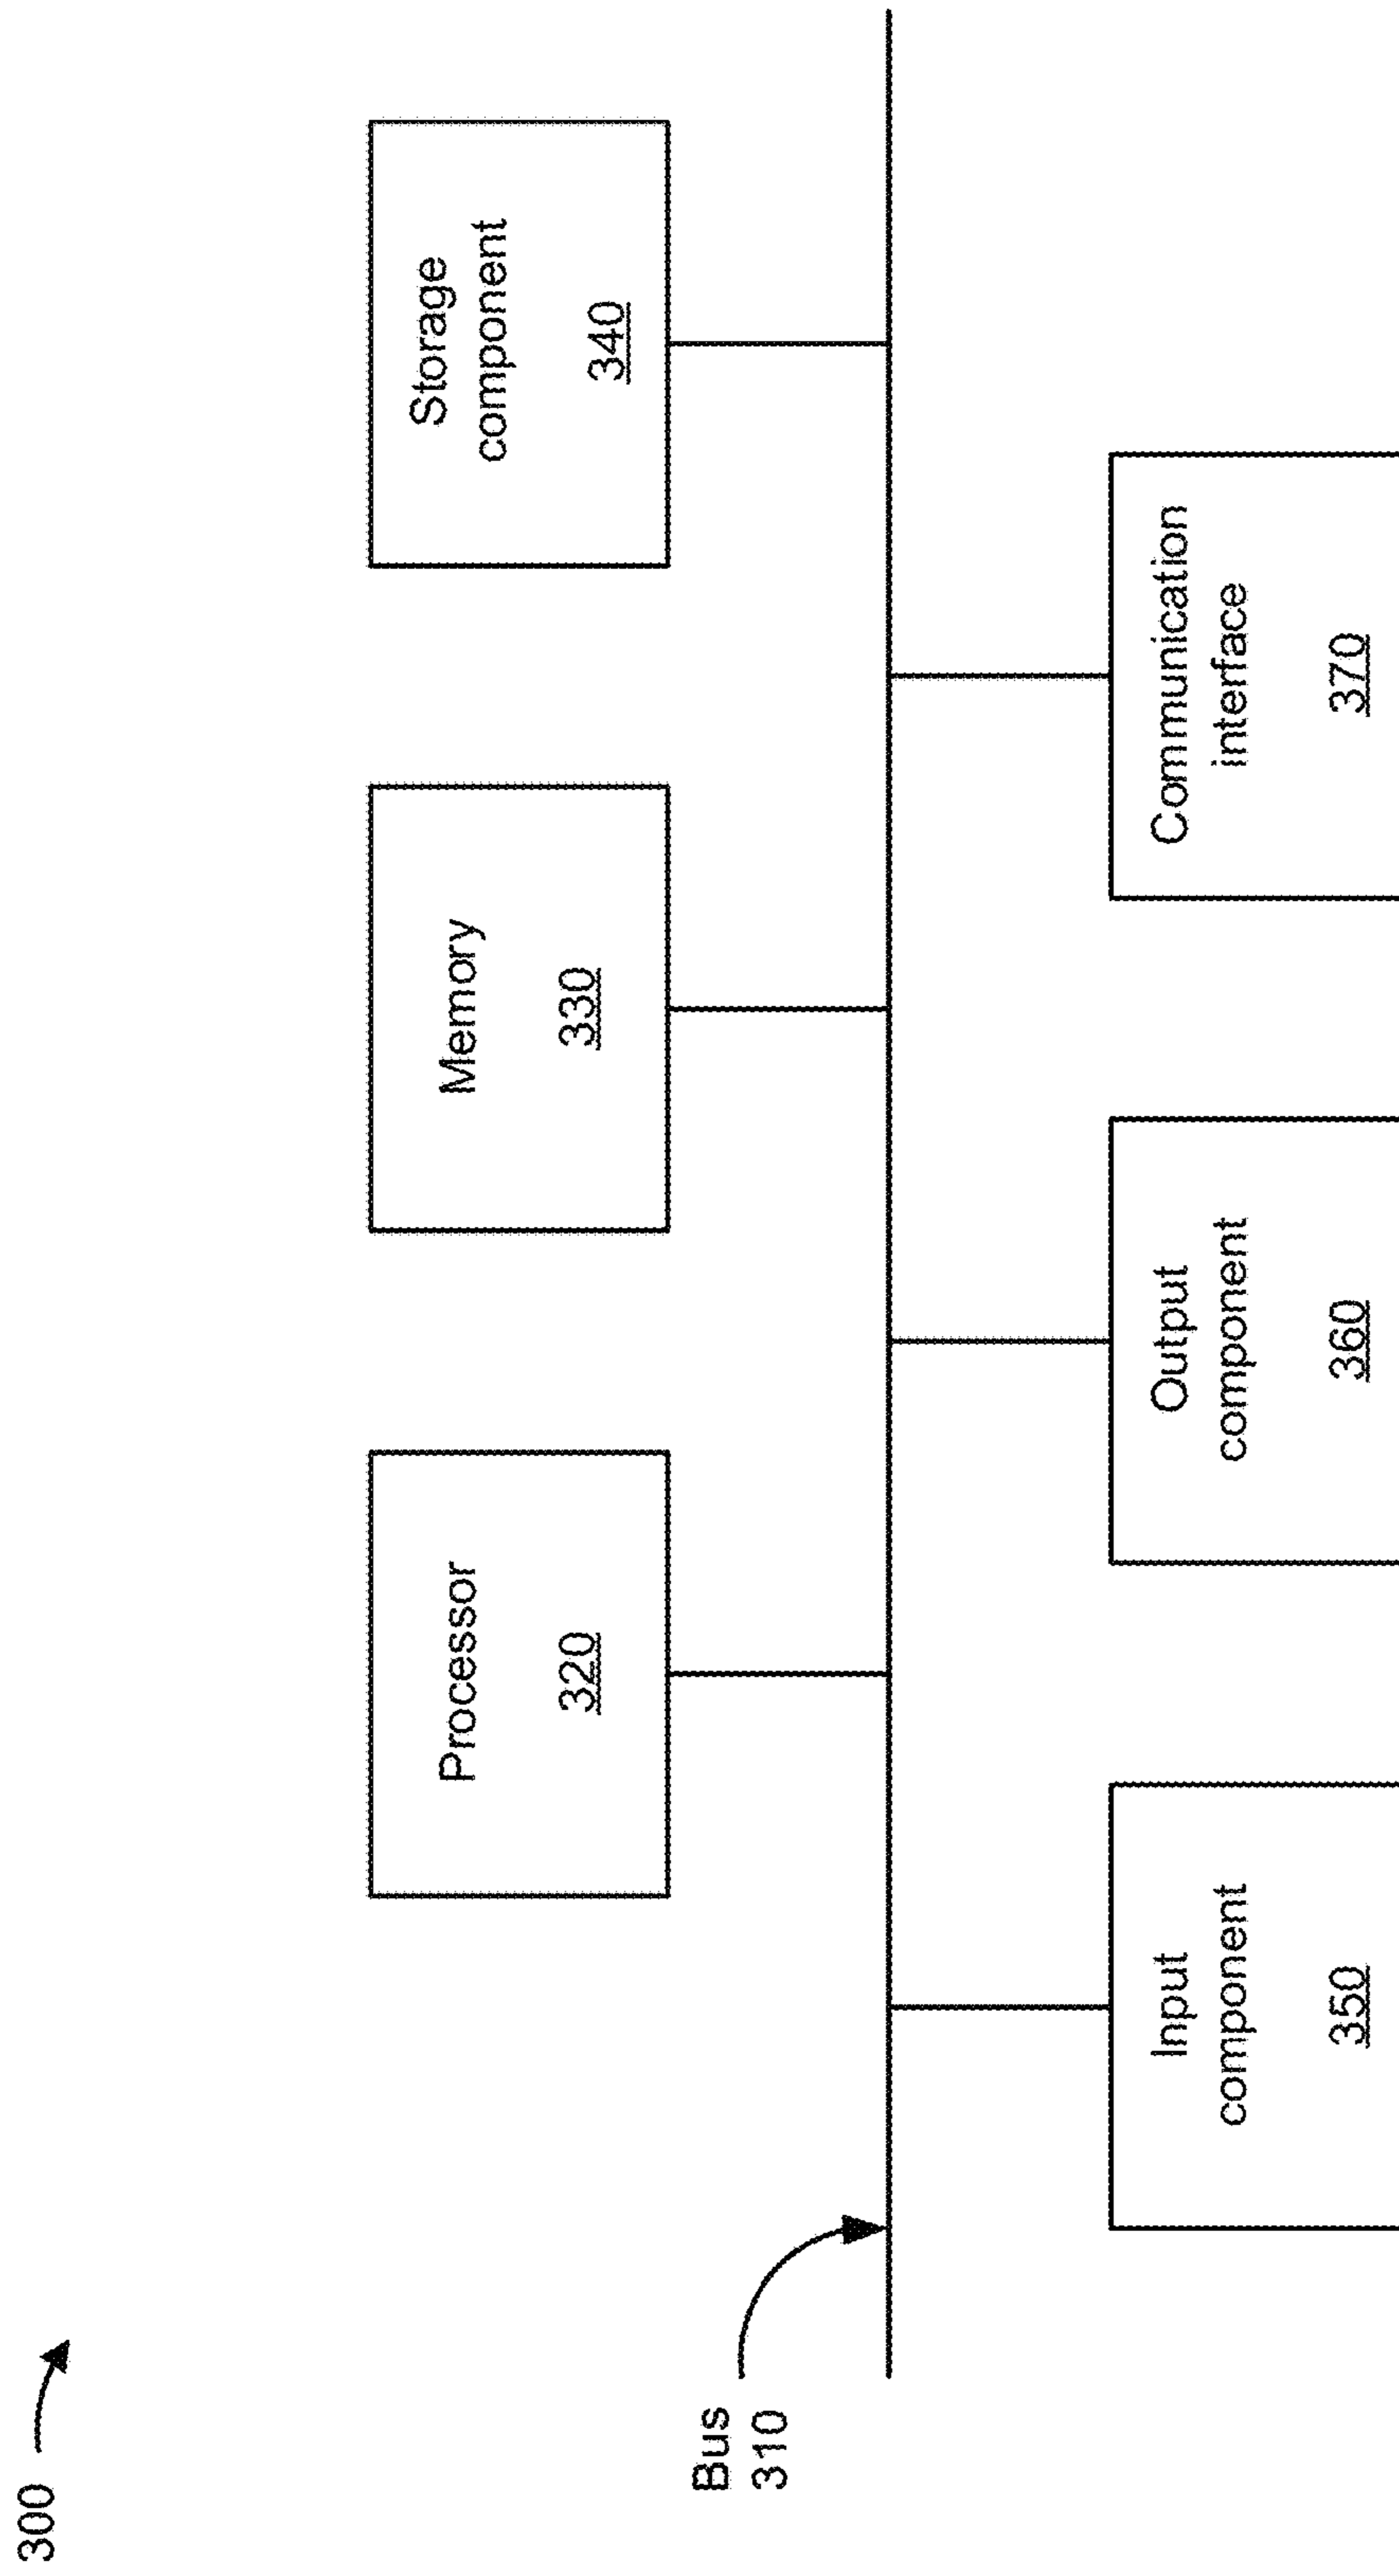 300
Bus
310
Processor
320
Memory
330
Storage
component
340
Input
component
350
Output
component
360
Communication
interface
370